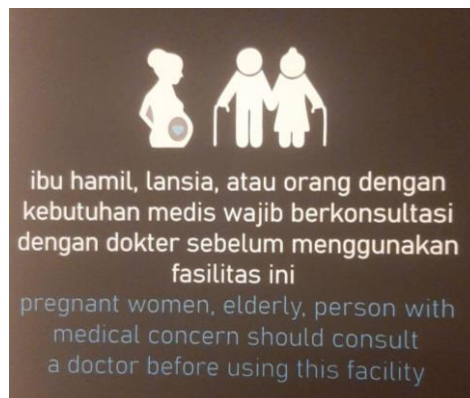 ibu hamil, lansia, atau orang dengan
kebutuhan medis wajib berkonsultasi
dengan dokter sebelum menggunakan
fasilitas ini
pregnant women, elderly, person with
medical concern should consult
a doctor before using this facility